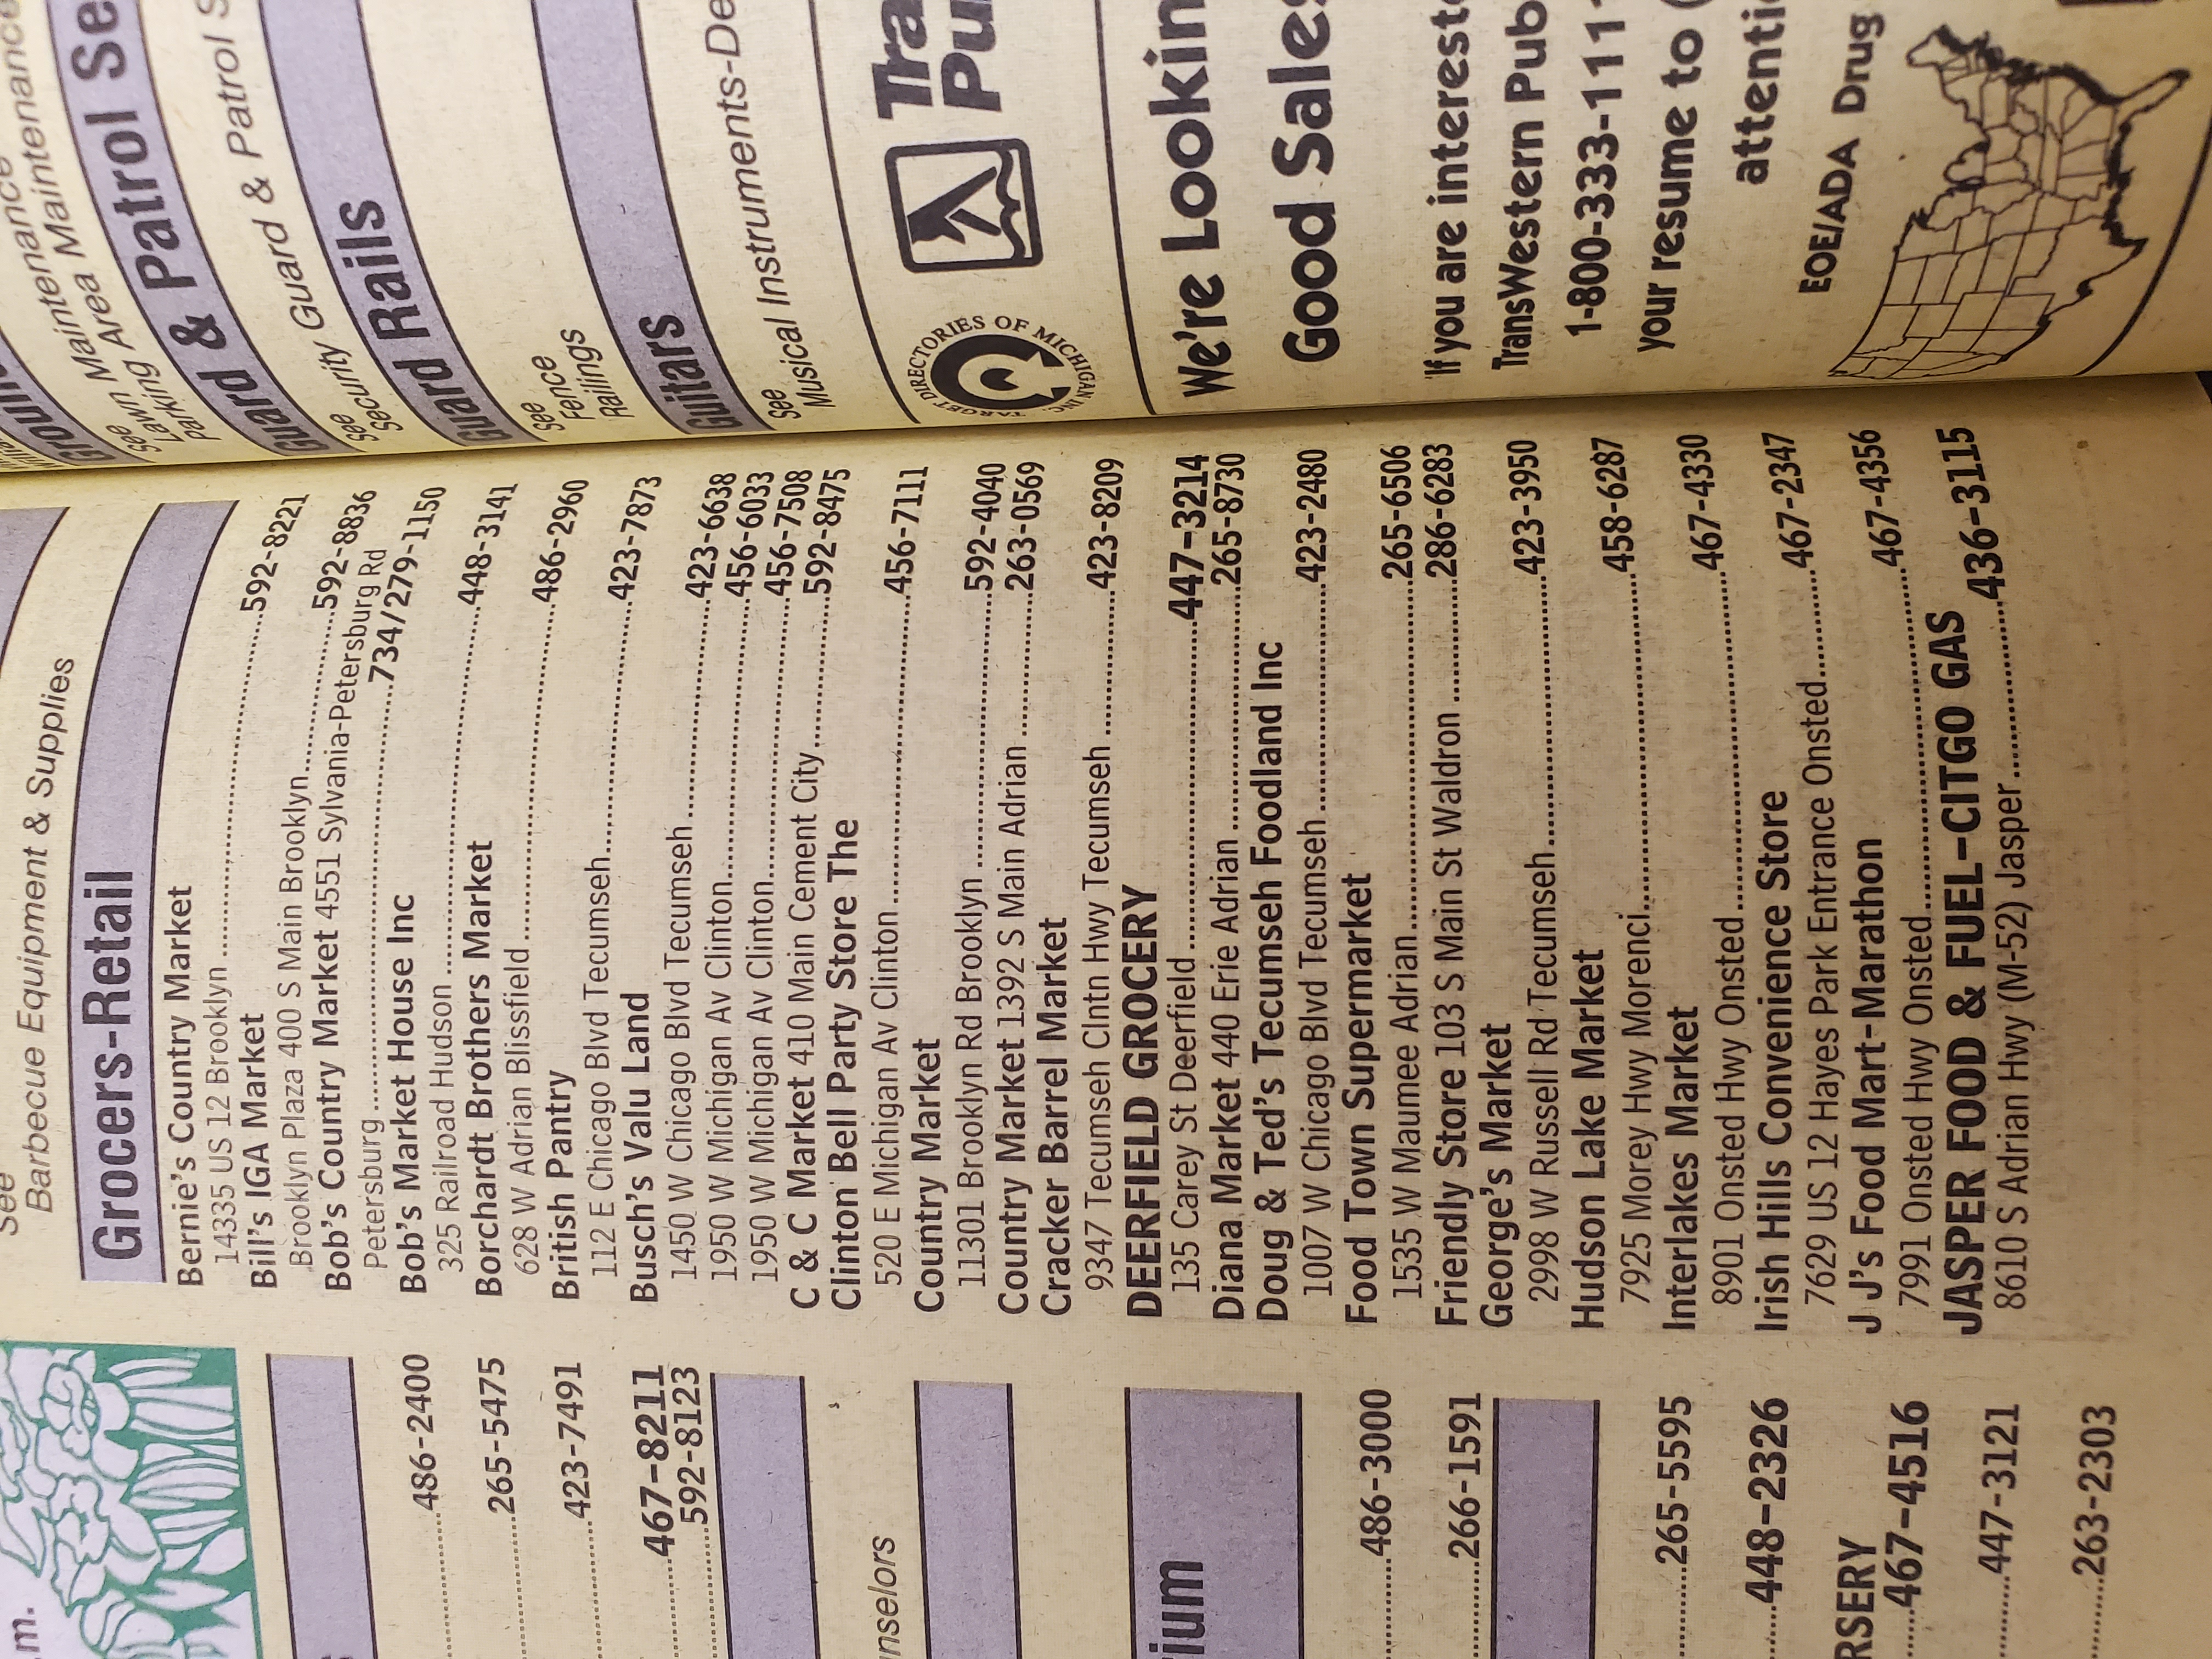 m.
486-2400
265-5475
423-7491
467-8211
592-8123
nselors
ium
486-3000
266-1591
265-5595
448-2326
RSERY
467-4516
447-3121
263-2303
See
Barbecue Equipment & Supplies
Grocers-Retail
Bernie's Country Market
14335 US 12 Brooklyn.....592-8221
Bill's IGA Market
Brooklyn Plaza 400 S Main Brooklyn.....592-8836
Bob's Country Market 4551 Sylvania-Petersburg Rd
Petersburg.....734/279-1150
Bob's Market House Inc
325 Railroad Hudson.....448-3141
Borchardt Brothers Market
628 W Adrian Blissfield.....486-2960
British Pantry
112 E Chicago Blvd Tecumseh.....423-7873
Busch's Valu Land
1450 W Chicago Blvd Tecumseh.....423-6638
1950 W Michigan Av Clinton.....456-6033
1950 W Michigan Av Clinton.....456-7508
C & C Market 410 Main Cement City.....592-8475
Clinton Bell Party Store The
520 E Michigan Av Clinton.....456-7111
Country Market
11301 Brooklyn Rd Brooklyn.....592-4040
Country Market 1392 S Main Adrian.....263-0569
Cracker Barrel Market
9347 Tecumseh Clntn Hwy Tecumseh.....423-8209
DEERFIELD GROCERY
135 Carey St Deerfield.....447-3214
Diana Market 440 Erie Adrian.....265-8730
Doug & Ted's Tecumseh Foodland Inc
1007 W Chicago Blvd Tecumseh.....423-2480
Food Town Supermarket
1535 W Maumee Adrian.....265-6506
Friendly Store 103 S Main St Waldron.....286-6283
George's Market
2998 W Russell Rd Tecumseh.....423-3950
Hudson Lake Market
7925 Morey Hwy Morenci.....458-6287
Interlakes Market
8901 Onsted Hwy Onsted.....467-4330
Irish Hills Convenience Store
7629 US 12 Hayes Park Entrance Onsted.....467-2347
J J's Food Mart-Marathon
7991 Onsted Hwy Onsted.....467-4356
JASPER FOOD & FUEL-CITGO GAS
8610 S Adrian Hwy (M-52) Jasper.....436-3115
See
Lawn Maintenance
Parking Area Maintenance
Guard & Patrol Se
See
Security Guard & Patrol S
Guard Rails
See
Fence
Railings
Guitars
See
Musical Instruments-De
TARGET DIRECTORIES OF MICHIGAN INC.
Tra
Pu
We're Lookin
Good Sales
If you are interest
TransWestern Pub
1-800-333-111
your resume to (
attenti
EOE/ADA Drug